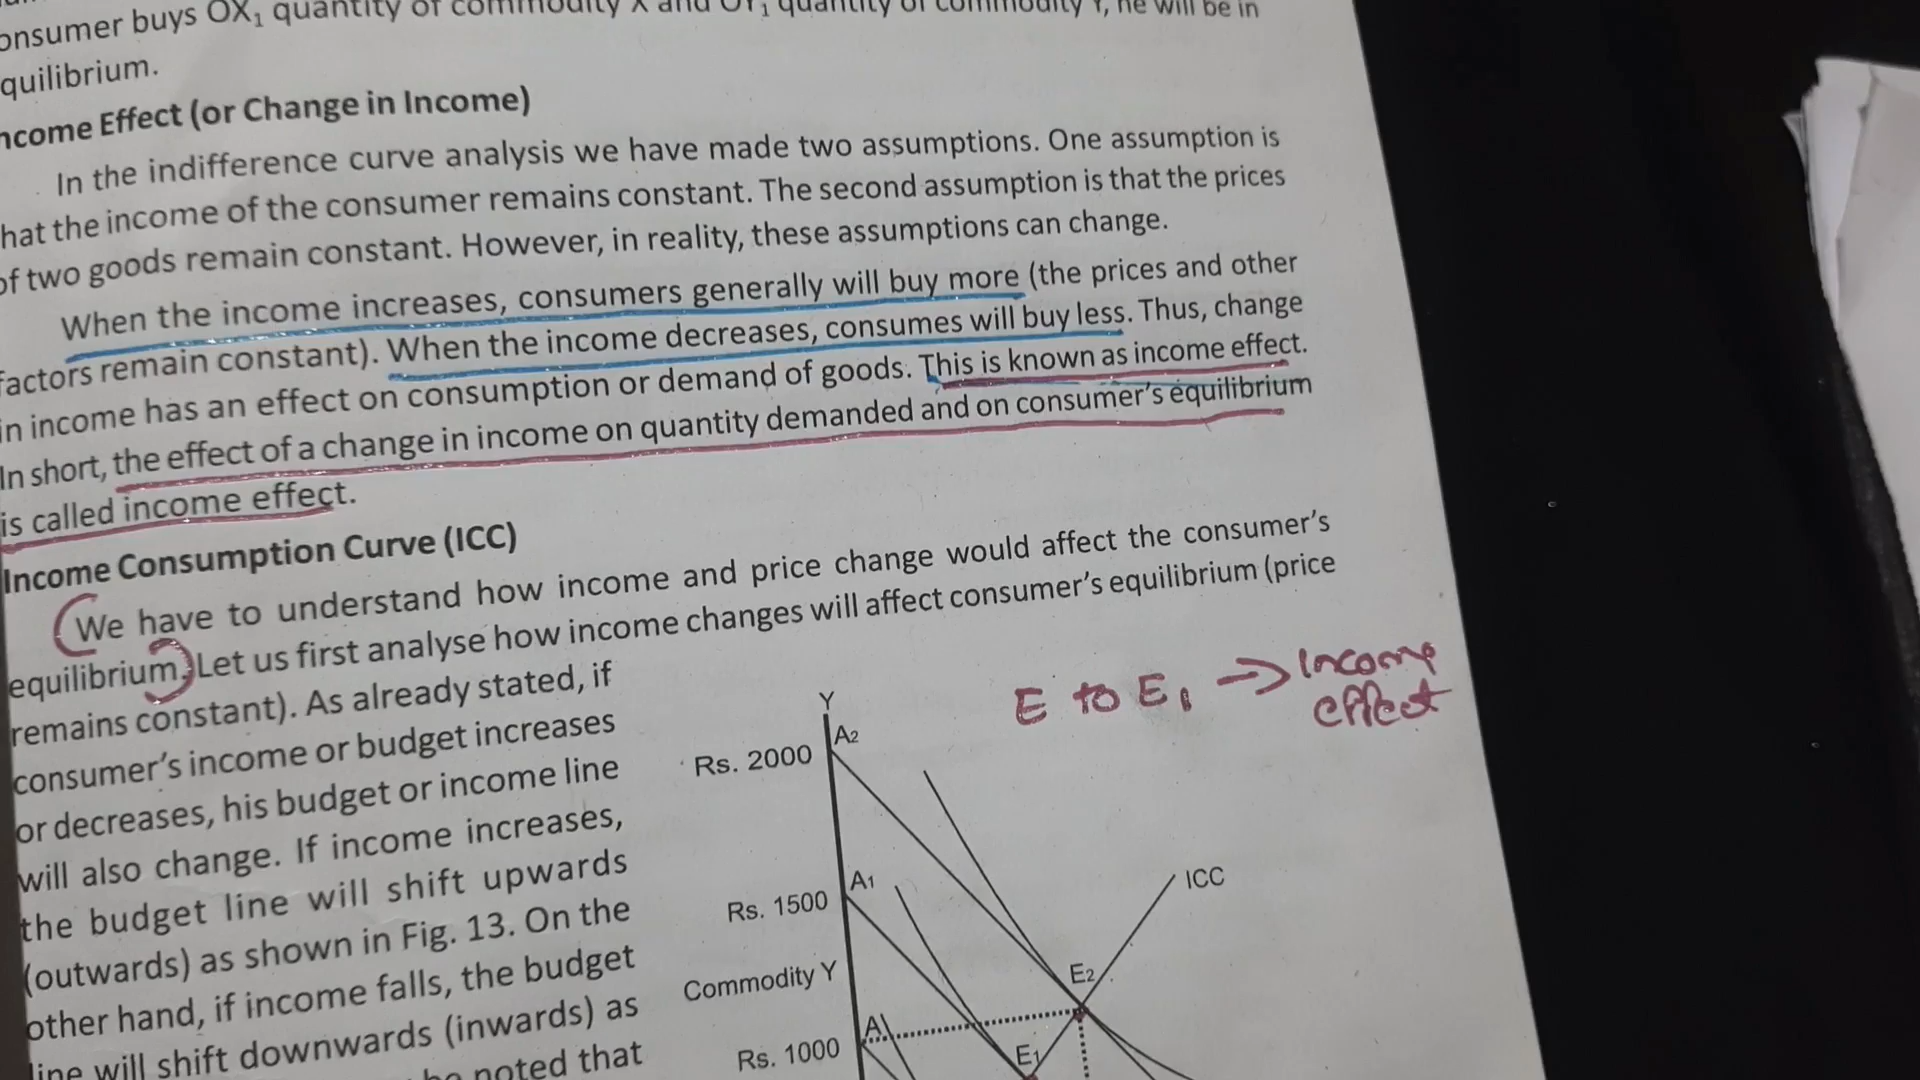 onsumer buys OX1 quantity of commodity X and OY1 quantity of commodity Y, he will be in
quilibrium.
ncome Effect (or Change in Income)
In the indifference curve analysis we have made two assumptions. One assumption is
hat the income of the consumer remains constant. The second assumption is that the prices
of two goods remain constant. However, in reality, these assumptions can change.
When the income increases, consumers generally will buy more (the prices and other
factors remain constant). When the income decreases, consumes will buy less. Thus, change
in income has an effect on consumption or demand of goods. This is known as income effect.
In short, the effect of a change in income on quantity demanded and on consumer's equilibrium
is called income effect.
Income Consumption Curve (ICC)
We have to understand how income and price change would affect the consumer's
equilibrium. Let us first analyse how income changes will affect consumer's equilibrium (price
remains constant). As already stated, if
consumer's income or budget increases
or decreases, his budget or income line
will also change. If income increases,
the budget line will shift upwards
(outwards) as shown in Fig. 13. On the
other hand, if income falls, the budget
line will shift downwards (inwards) as
noted that
E to E1 → Income
effect
Y
A2
Rs. 2000
A1
Rs. 1500
ICC
Commodity Y
E2
A
Rs. 1000
E1